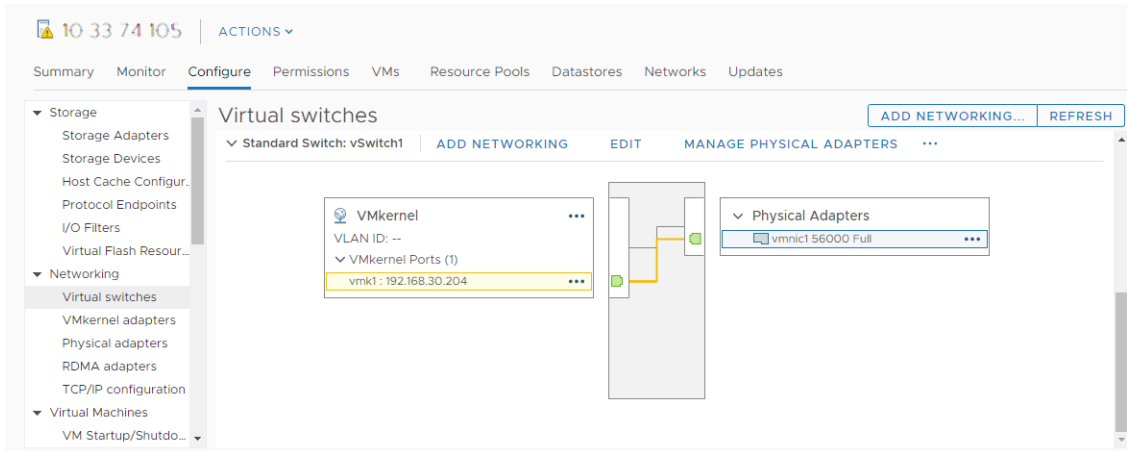 10 33 74 105 ACTIONS
Summary Monitor Configure Permissions VMs Resource Pools Datastores Networks Updates
Storage
Storage Adapters
Storage Devices
Host Cache Configur..
Protocol Endpoints
I/O Filters
Virtual Flash Resour...
Networking
Virtual switches
VMkernel adapters
Physical adapters
RDMA adapters
TCP/IP configuration
Virtual Machines
VM Startup/Shutdo...
Virtual switches
ADD NETWORKING... REFRESH
Standard Switch: vSwitch1 ADD NETWORKING EDIT MANAGE PHYSICAL ADAPTERS ...
VMkernel ...
VLAN ID: --
VMkernel Ports (1)
vmk1 : 192.168.30.204 ...
Physical Adapters
vmnic1 56000 Full ...